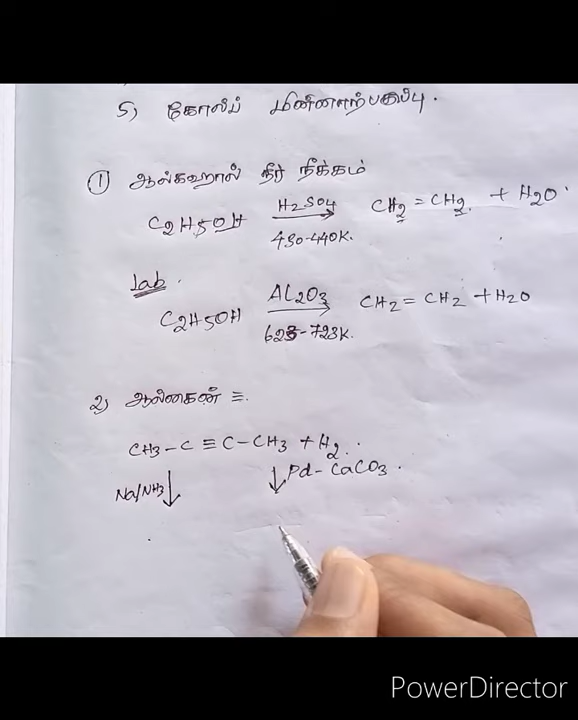 5) கோல்ப் மின்னாற்பகுப்பு.
① ஆல்கஹால் நீர் நீக்கம்
C2H5OH H2SO4 → 430-440K. CH2 = CH2 + H2O
lab.
C2H5OH Al2O3 → 623-723K. CH2 = CH2 + H2O
2) ஆல்கைன் ≡.
CH3-C ≡ C-CH3 + H2.
Na/NH3 ↓ ↓ Pd-CaCO3.
PowerDirector